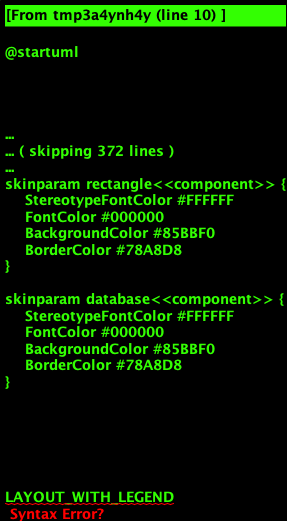 [From tmp3a4ynh4y (line 10) ]
@startuml
...
... ( skipping 372 lines )
...
skinparam rectangle<<component>> {
StereotypeFontColor #FFFFFF
FontColor #000000
BackgroundColor #85BBF0
BorderColor #78A8D8
}
skinparam database<<component>> {
StereotypeFontColor #FFFFFF
FontColor #000000
BackgroundColor #85BBF0
BorderColor #78A8D8
}
LAYOUT_WITH_LEGEND
Syntax Error?